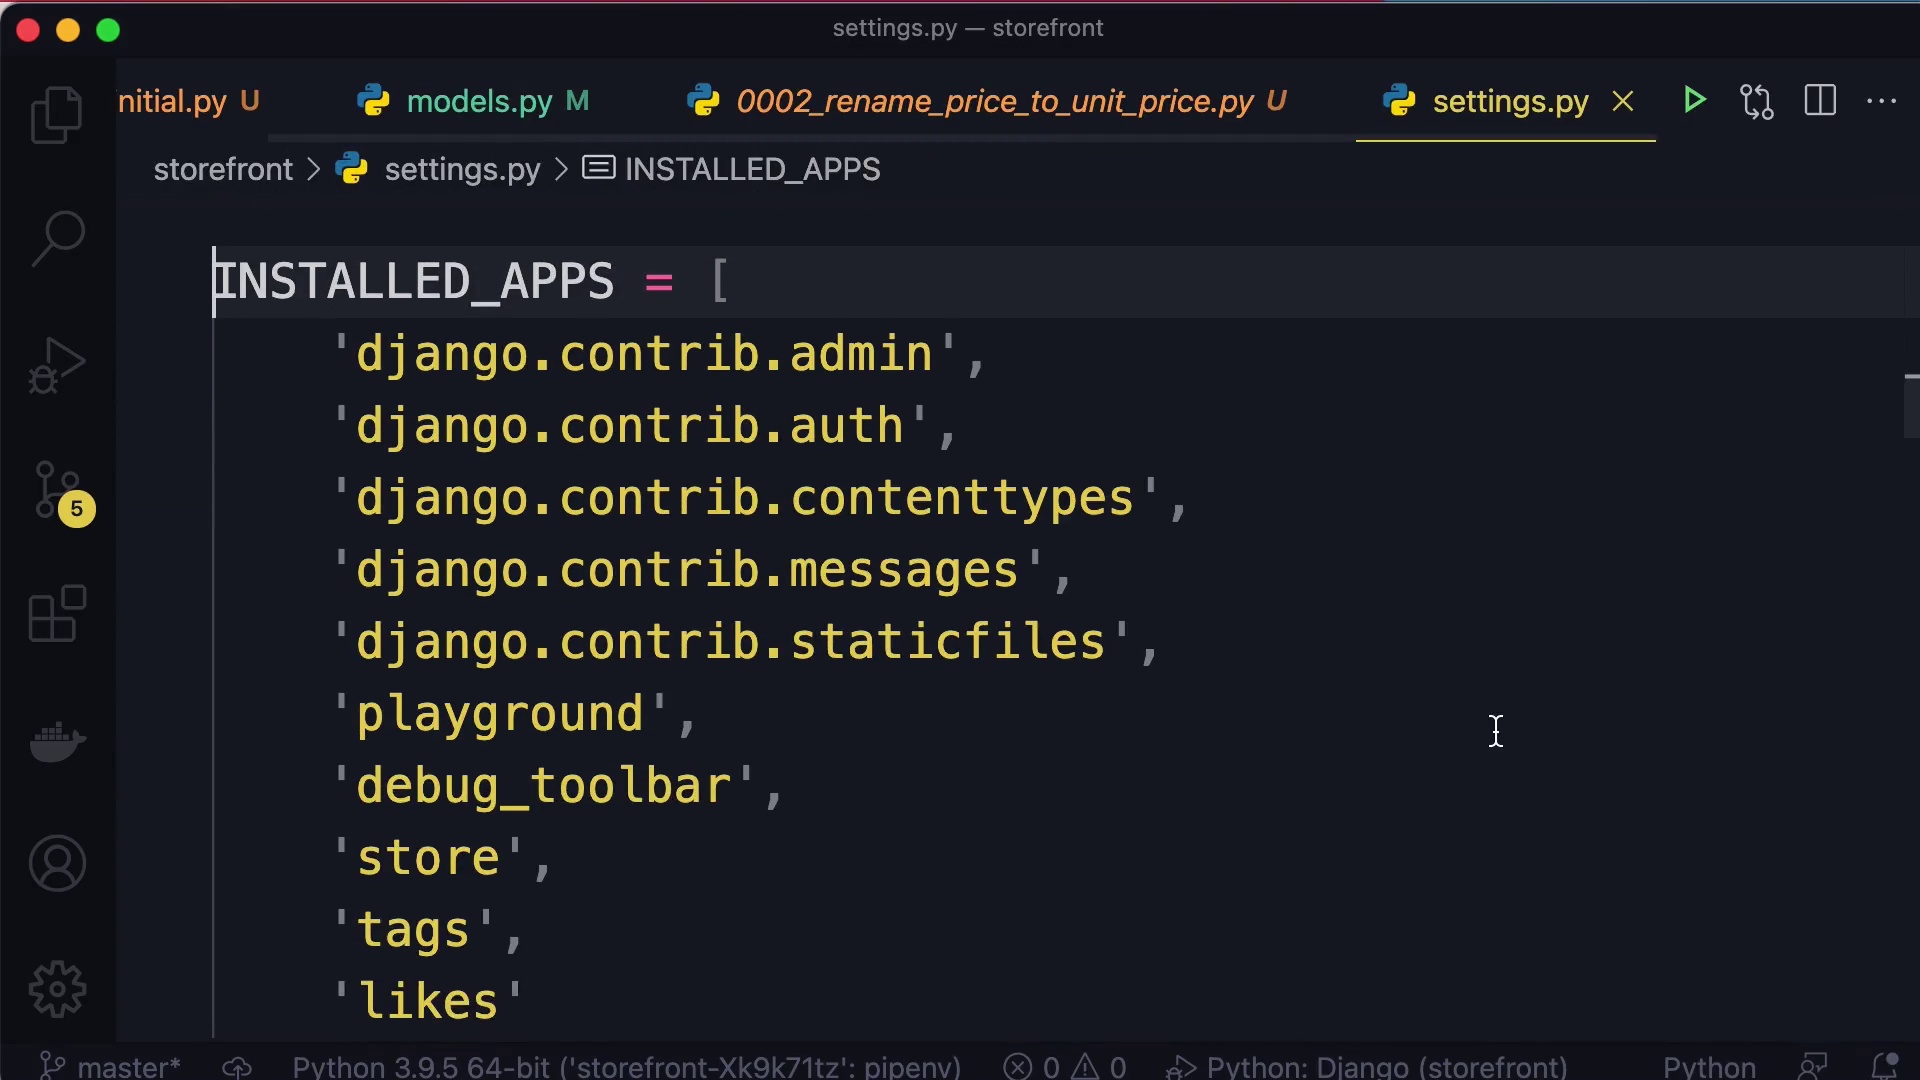 settings.py — storefront
nitial.py U models.py M 0002_rename_price_to_unit_price.py U settings.py
storefront > settings.py > INSTALLED_APPS
INSTALLED_APPS = [
'django.contrib.admin',
'django.contrib.auth',
'django.contrib.contenttypes',
'django.contrib.messages',
'django.contrib.staticfiles',
'playground',
'debug_toolbar',
'store',
'tags',
'likes'
5
master* Python 3.9.5 64-bit ('storefront-Xk9k71tz': pipenv) 0 0 Python: Django (storefront) Python